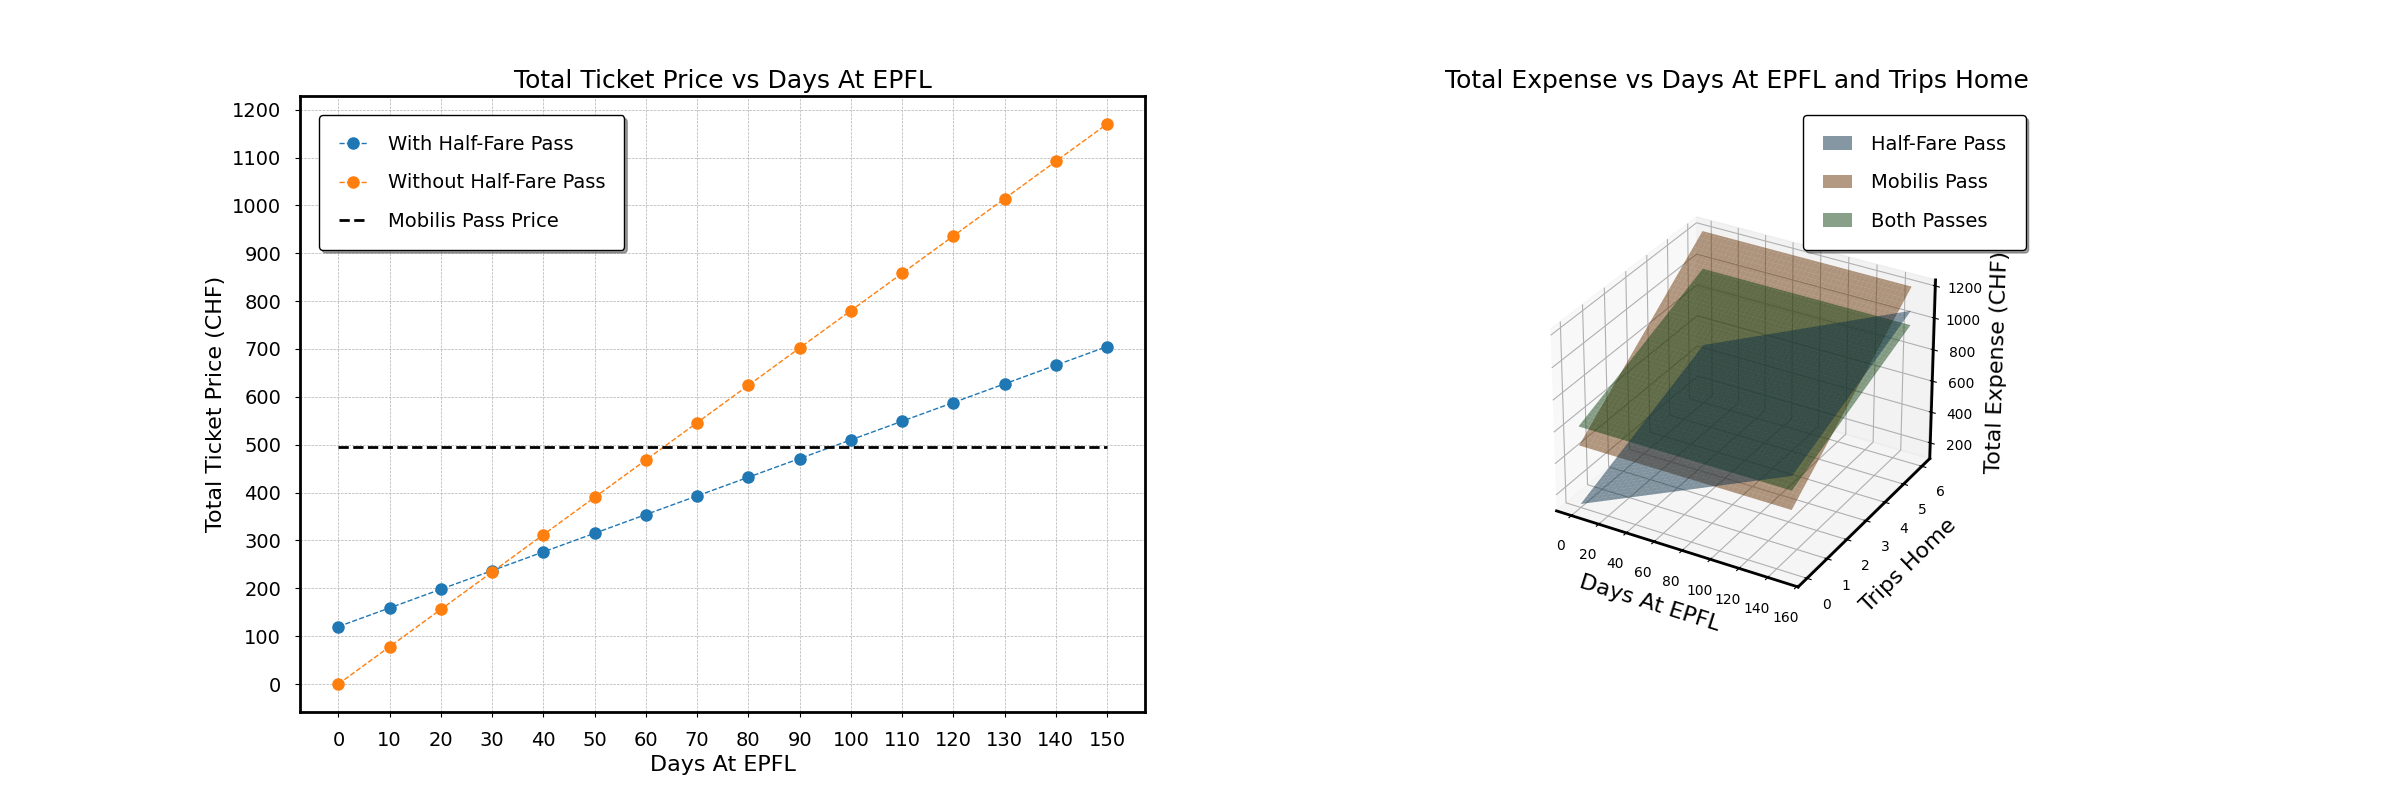 Total Ticket Price vs Days At EPFL
With Half-Fare Pass
Without Half-Fare Pass
Mobilis Pass Price
Total Ticket Price (CHF)
1200
1100
1000
900
800
700
600
500
400
300
200
100
0
0 10 20 30 40 50 60 70 80 90 100 110 120 130 140 150
Days At EPFL
Total Expense vs Days At EPFL and Trips Home
Half-Fare Pass
Mobilis Pass
Both Passes
Total Expense (CHF)
1200
1000
800
600
400
200
0 20 40 60 80 100 120 140 160
Days At EPFL
0 1 2 3 4 5 6
Trips Home